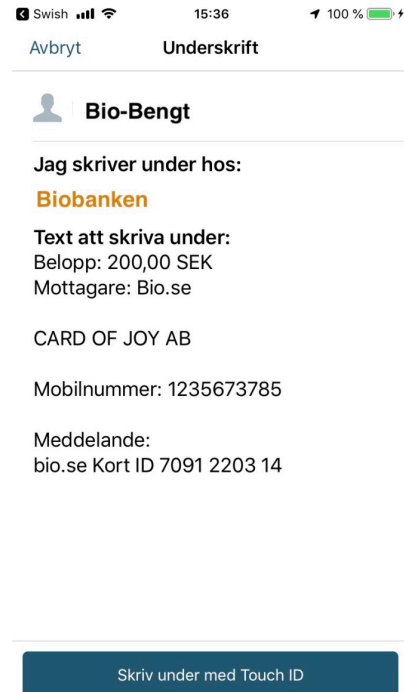 Swish 15:36 100 %
Avbryt Underskrift
Bio-Bengt
Jag skriver under hos:
Biobanken
Text att skriva under:
Belopp: 200,00 SEK
Mottagare: Bio.se
CARD OF JOY AB
Mobilnummer: 1235673785
Meddelande:
bio.se Kort ID 7091 2203 14
Skriv under med Touch ID